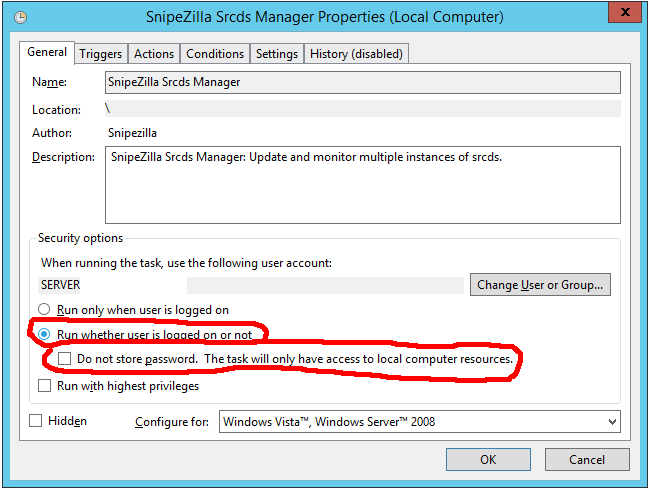 SnipeZilla Srcds Manager Properties (Local Computer)
General Triggers Actions Conditions Settings History (disabled)
Name: SnipeZilla Srcds Manager
Location: \
Author: Snipezilla
Description: SnipeZilla Srcds Manager: Update and monitor multiple instances of srcds.
Security options
When running the task, use the following user account:
SERVER Change User or Group...
Run only when user is logged on
Run whether user is logged on or not
Do not store password. The task will only have access to local computer resources.
Run with highest privileges
Hidden Configure for: Windows Vista™, Windows Server™ 2008
OK Cancel